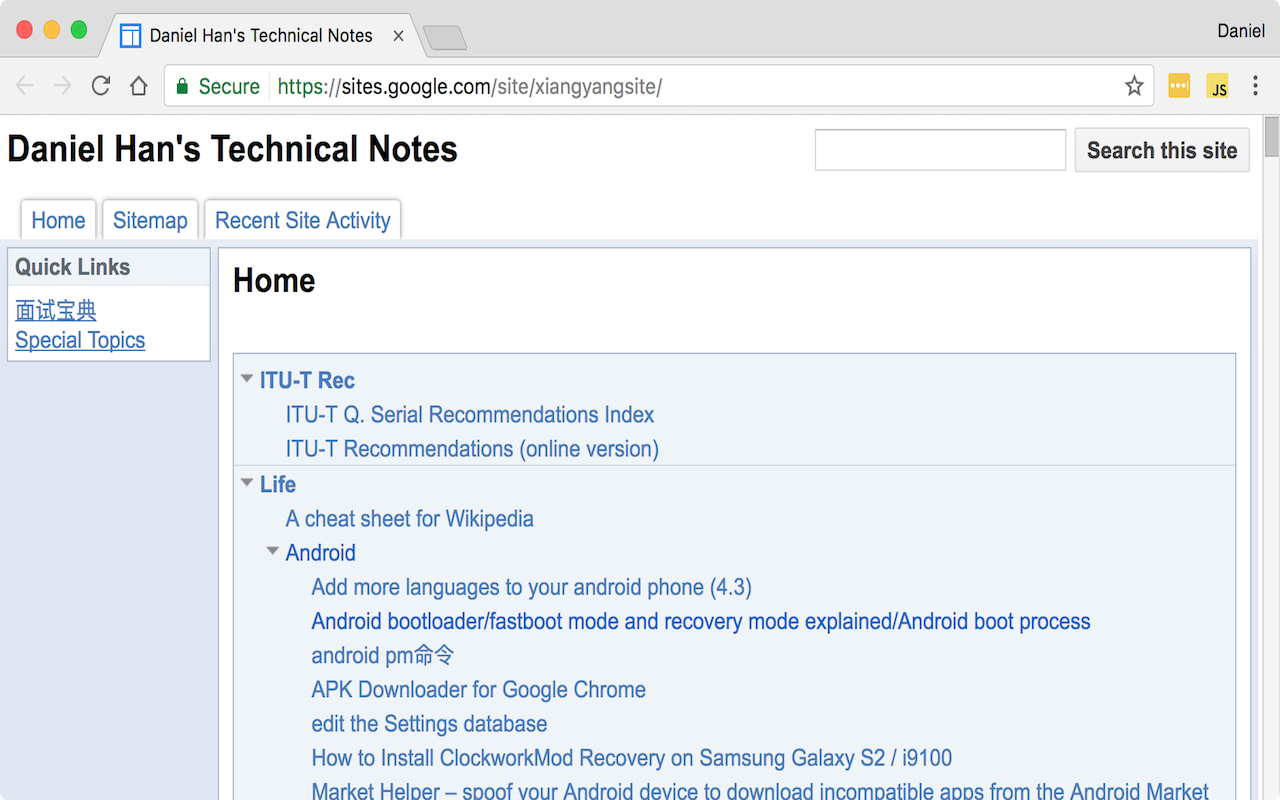 Daniel Han's Technical Notes
Daniel
Secure
https://sites.google.com/site/xiangyangsite/
JS
Daniel Han's Technical Notes
Search this site
Home
Sitemap
Recent Site Activity
Quick Links
面试宝典
Special Topics
Home
ITU-T Rec
ITU-T Q. Serial Recommendations Index
ITU-T Recommendations (online version)
Life
A cheat sheet for Wikipedia
Android
Add more languages to your android phone (4.3)
Android bootloader/fastboot mode and recovery mode explained/Android boot process
android pm命令
APK Downloader for Google Chrome
edit the Settings database
How to Install ClockworkMod Recovery on Samsung Galaxy S2 / i9100
Market Helper – spoof your Android device to download incompatible apps from the Android Market